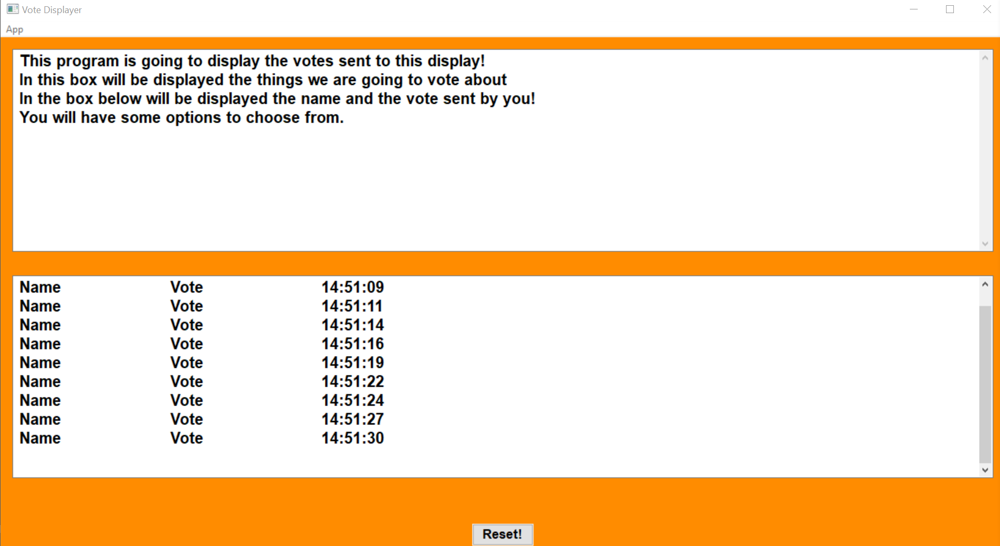 Vote Displayer
App
This program is going to display the votes sent to this display!
In this box will be displayed the things we are going to vote about
In the box below will be displayed the name and the vote sent by you!
You will have some options to choose from.
Name Vote 14:51:09
Name Vote 14:51:11
Name Vote 14:51:14
Name Vote 14:51:16
Name Vote 14:51:19
Name Vote 14:51:22
Name Vote 14:51:24
Name Vote 14:51:27
Name Vote 14:51:30
Reset!